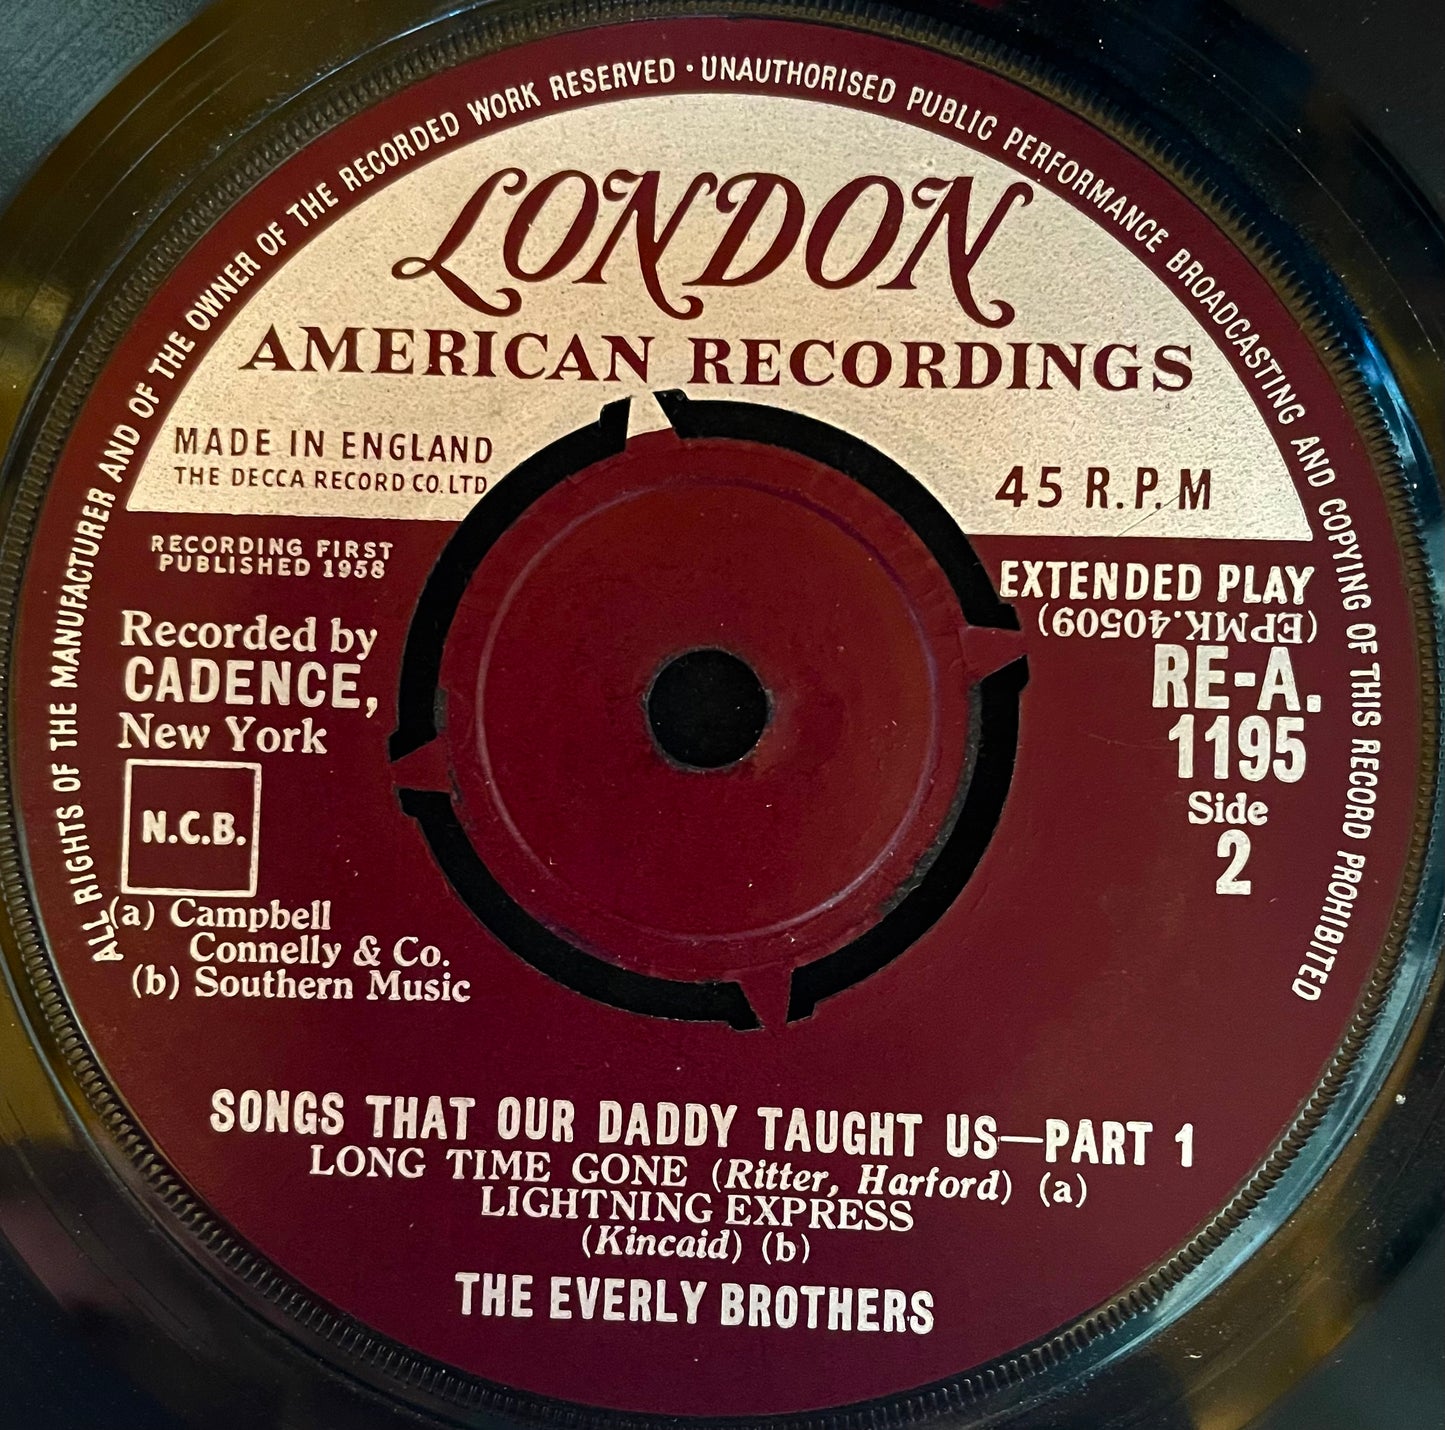 ALL RIGHTS OF THE MANUFACTURER AND OF THE OWNER OF THE RECORDED WORK RESERVED · UNAUTHORISED PUBLIC PERFORMANCE BROADCASTING AND COPYING OF THIS RECORD PROHIBITED
LONDON
AMERICAN RECORDINGS
MADE IN ENGLAND
THE DECCA RECORD CO. LTD
45 R.P.M
RECORDING FIRST
PUBLISHED 1958
Recorded by
CADENCE,
New York
N.C.B.
(a) Campbell
Connelly & Co.
(b) Southern Music
EXTENDED PLAY
(EPMK.40509)
RE-A.
1195
Side
2
SONGS THAT OUR DADDY TAUGHT US—PART 1
LONG TIME GONE (Ritter, Harford) (a)
LIGHTNING EXPRESS
(Kincaid) (b)
THE EVERLY BROTHERS